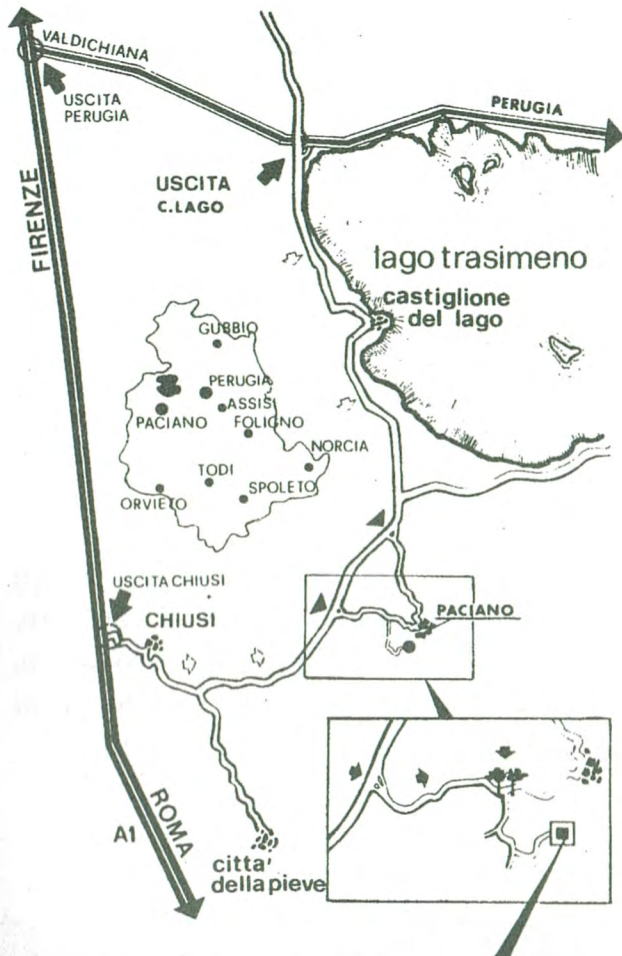 VALDICHIANA
USCITA
PERUGIA
PERUGIA
FIRENZE
USCITA
C.LAGO
lago trasimeno
castiglione
del lago
GUBBIO
PERUGIA
PACIANO
ASSISI
FOLIGNO
NORCIA
TODI
ORVIETO
SPOLETO
USCITA CHIUSI
CHIUSI
PACIANO
ROMA
A1
citta'
della pieve